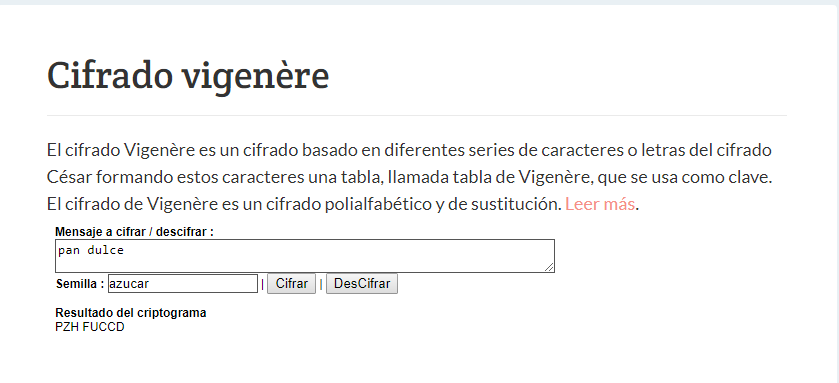 Cifrado vigenère
El cifrado Vigenère es un cifrado basado en diferentes series de caracteres o letras del cifrado
César formando estos caracteres una tabla, llamada tabla de Vigenère, que se usa como clave.
El cifrado de Vigenère es un cifrado polialfabético y de sustitución. Leer más.
Mensaje a cifrar / descifrar :
pan dulce
Semilla : azucar | Cifrar | DesCifrar
Resultado del criptograma
PZH FUCCD